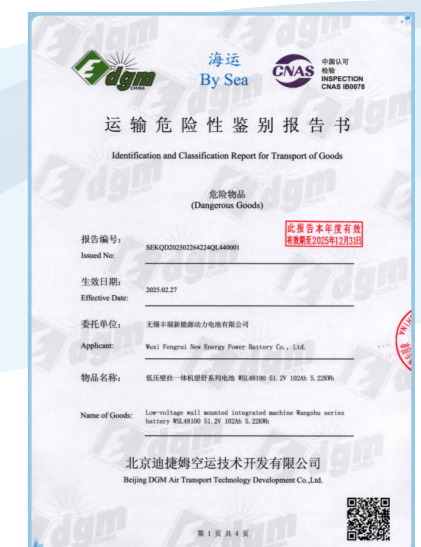 dgm
CHINA
海运
By Sea
CNAS
中国认可
检验
INSPECTION
CNAS IB0078
运输危险性鉴别报告书
Identification and Classification Report for Transport of Goods
危险物品
(Dangerous Goods)
此报告本年度有效
有效期至2025年12月31日
报告编号:
SEKQD202502264224QL440001
Issued No:
生效日期:
2025.02.27
Effective Date:
委托单位:
无锡丰瑞新能源动力电池有限公司
Applicant:
Wuxi Fengrui New Energy Power Battery Co., Ltd.
物品名称:
低压壁挂一体机望舒系列电池 WSL48100 51.2V 102Ah 5.22KWh
Name of Goods:
Low-voltage wall mounted integrated machine Wangshu series
battery WSL48100 51.2V 102Ah 5.22KWh
北京迪捷姆空运技术开发有限公司
Beijing DGM Air Transport Technology Development Co.,Ltd.
第 1 页 共 4 页